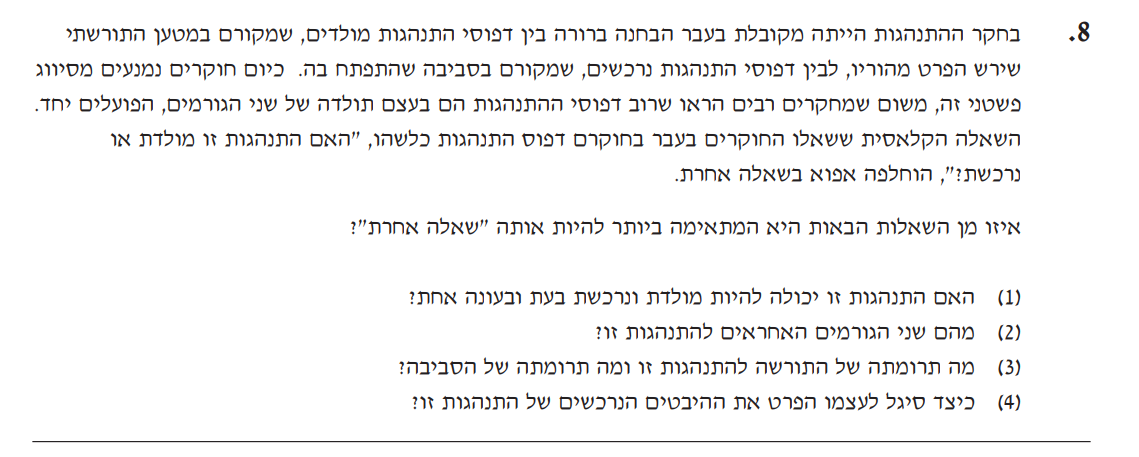 8. בחקר ההתנהגות הייתה מקובלת בעבר הבחנה ברורה בין דפוסי התנהגות מולדים, שמקורם במטען התורשתי
שירש הפרט מהוריו, לבין דפוסי התנהגות נרכשים, שמקורם בסביבה שהתפתח בה. כיום חוקרים נמנעים מסיווג
פשטני זה, משום שמחקרים רבים הראו שרוב דפוסי ההתנהגות הם בעצם תולדה של שני הגורמים, הפועלים יחד.
השאלה הקלאסית ששאלו החוקרים בעבר בחוקרם דפוס התנהגות כלשהו, "האם התנהגות זו מולדת או
נרכשת?", הוחלפה אפוא בשאלה אחרת.
איזו מן השאלות הבאות היא המתאימה ביותר להיות אותה "שאלה אחרת"?
(1) האם התנהגות זו יכולה להיות מולדת ונרכשת בעת ובעונה אחת?
(2) מהם שני הגורמים האחראים להתנהגות זו?
(3) מה תרומתה של התורשה להתנהגות זו ומה תרומתה של הסביבה?
(4) כיצד סיגל לעצמו הפרט את ההיבטים הנרכשים של התנהגות זו?